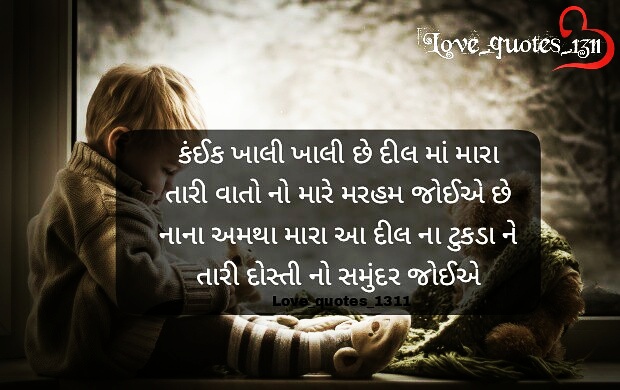 Love_quotes_1311
કંઈક ખાલી ખાલી છે દીલ માં મારા
તારી વાતો નો મારે મરહમ જોઈએ છે
નાના અમથા મારા આ દીલ ના ટુકડા ને
તારી દોસ્તી નો સમુંદર જોઈએ
Love_quotes_1311